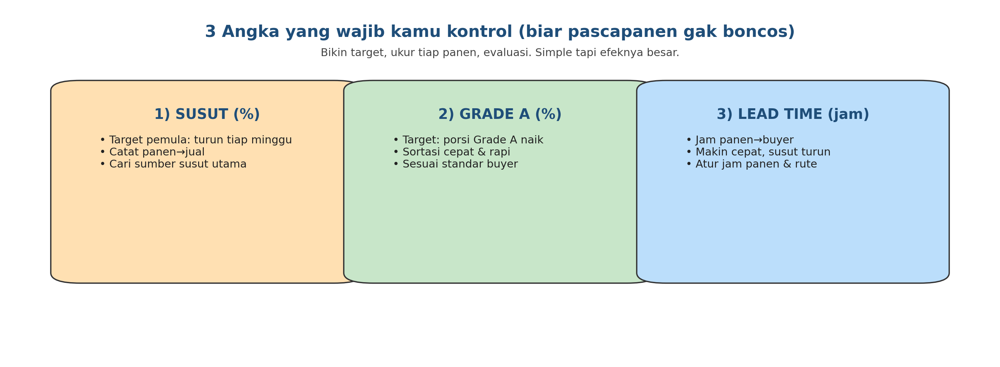 3 Angka yang wajib kamu kontrol (biar pascapanen gak boncos)
Bikin target, ukur tiap panen, evaluasi. Simple tapi efeknya besar.
1) SUSUT (%)
• Target pemula: turun tiap minggu
• Catat panen→jual
• Cari sumber susut utama
2) GRADE A (%)
• Target: porsi Grade A naik
• Sortasi cepat & rapi
• Sesuai standar buyer
3) LEAD TIME (jam)
• Jam panen→buyer
• Makin cepat, susut turun
• Atur jam panen & rute